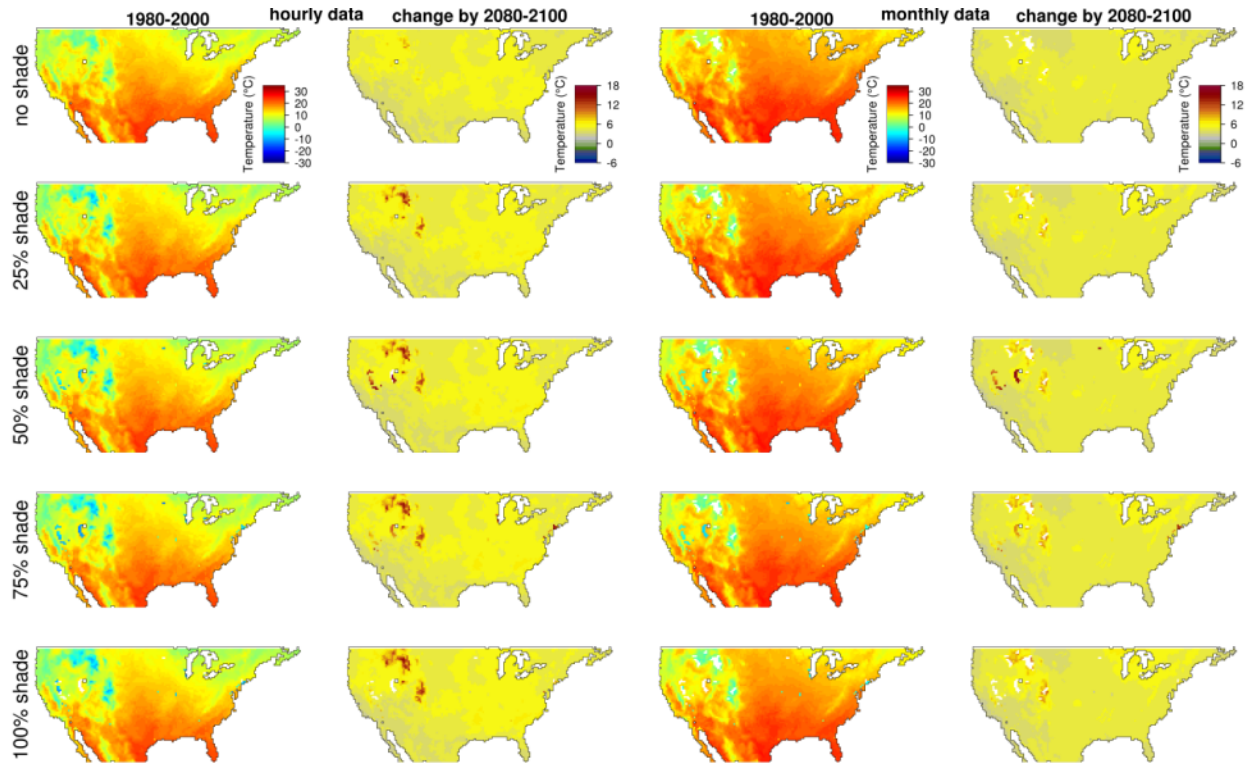 hourly data
monthly data
1980-2000
change by 2080-2100
1980-2000
change by 2080-2100
no shade
Temperature (°C)
30
20
10
0
-10
-20
-30
Temperature (°C)
18
12
6
0
-6
Temperature (°C)
30
20
10
0
-10
-20
-30
Temperature (°C)
18
12
6
0
-6
25% shade
50% shade
75% shade
100% shade